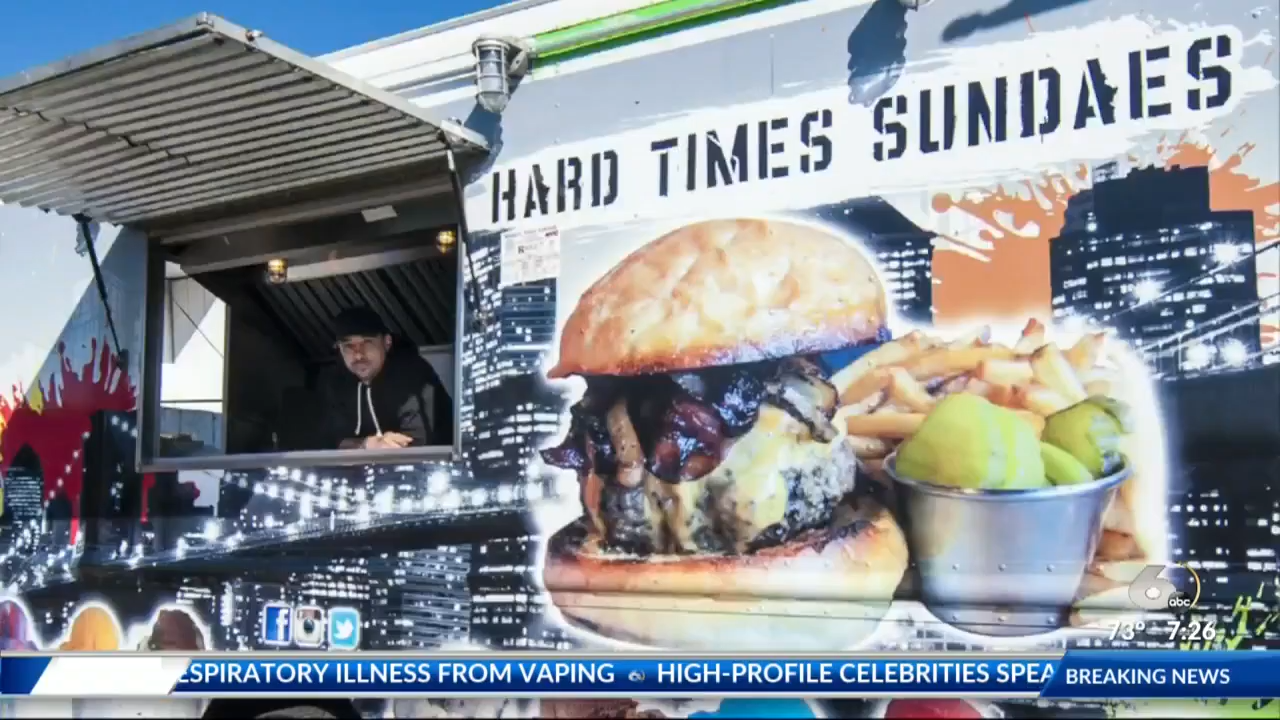 HARD TIMES SUNDAES
6
abc
73° 7:26
ESPIRATORY ILLNESS FROM VAPING HIGH-PROFILE CELEBRITIES SPEA
BREAKING NEWS